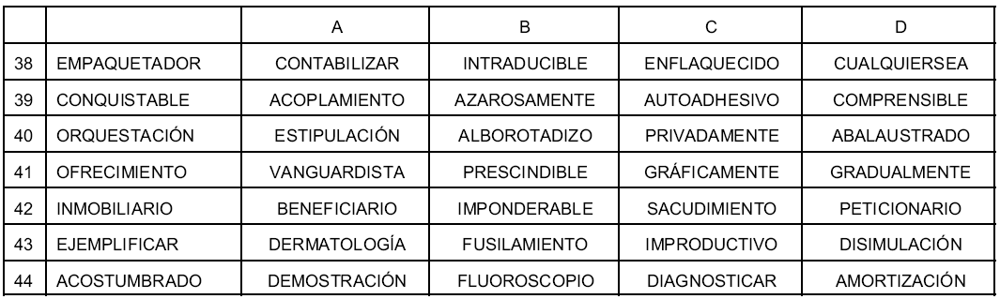 A B C D
38 EMPAQUETADOR CONTABILIZAR INTRADUCIBLE ENFLAQUECIDO CUALQUIERSEA
39 CONQUISTABLE ACOPLAMIENTO AZAROSAMENTE AUTOADHESIVO COMPRENSIBLE
40 ORQUESTACIÓN ESTIPULACIÓN ALBOROTADIZO PRIVADAMENTE ABALAUSTRADO
41 OFRECIMIENTO VANGUARDISTA PRESCINDIBLE GRÁFICAMENTE GRADUALMENTE
42 INMOBILIARIO BENEFICIARIO IMPONDERABLE SACUDIMIENTO PETICIONARIO
43 EJEMPLIFICAR DERMATOLOGÍA FUSILAMIENTO IMPRODUCTIVO DISIMULACIÓN
44 ACOSTUMBRADO DEMOSTRACIÓN FLUOROSCOPIO DIAGNOSTICAR AMORTIZACIÓN